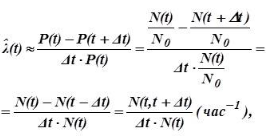 λ̂(t) ≈ (P(t) − P(t + Δt)) / (Δt · P(t)) = (N(t)/N₀ − N(t + Δt)/N₀) / (Δt · N(t)/N₀) =
= (N(t) − N(t − Δt)) / (Δt · N(t)) = N(t, t + Δt) / (Δt · N(t)) (час⁻¹),